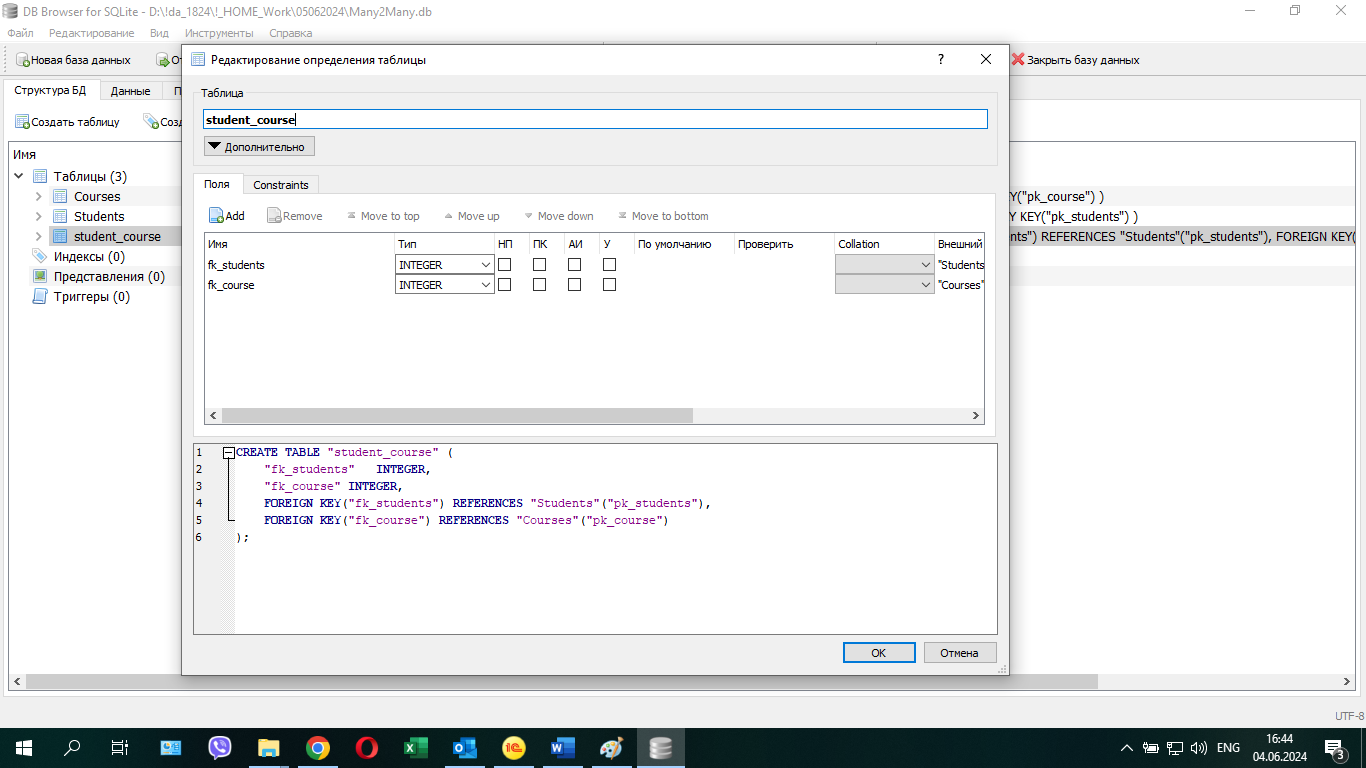 DB Browser for SQLite - D:\!da_1824\!_HOME_Work\05062024\Many2Many.db
Файл Редактирование Вид Инструменты Справка
Новая база данных Закрыть базу данных
Редактирование определения таблицы ?
Структура БД Данные
Таблица
student_course
Создать таблицу
Дополнительно
Имя
Таблицы (3)
Courses Y("pk_course") )
Students Y KEY("pk_students") )
student_course nts") REFERENCES "Students"("pk_students"), FOREIGN KEY(
Индексы (0)
Представления (0)
Триггеры (0)
Поля Constraints
Add Remove Move to top Move up Move down Move to bottom
Имя Тип НП ПК АИ У По умолчанию Проверить Collation Внешний
fk_students INTEGER "Students
fk_course INTEGER "Courses"
1 CREATE TABLE "student_course" (
2 "fk_students" INTEGER,
3 "fk_course" INTEGER,
4 FOREIGN KEY("fk_students") REFERENCES "Students"("pk_students"),
5 FOREIGN KEY("fk_course") REFERENCES "Courses"("pk_course")
6 );
OK Отмена
UTF-8
16:44
ENG
04.06.2024
3